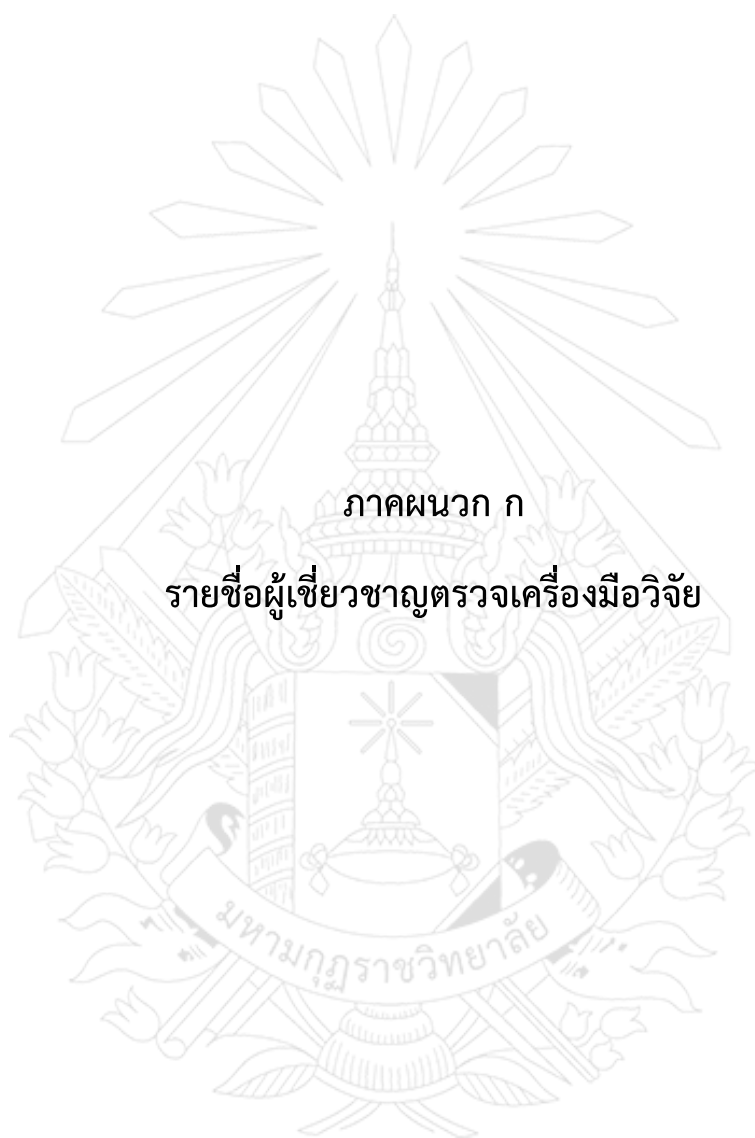 ภาคผนวก ก
รายชื่อผู้เชี่ยวชาญตรวจเครื่องมือวิจัย
มหามกุฏราชวิทยาลัย